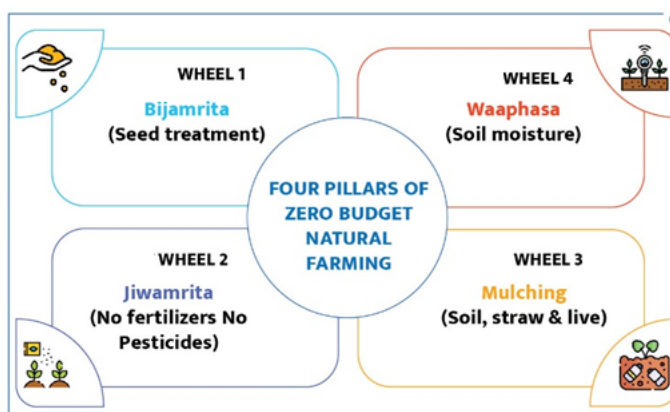 WHEEL 1
Bijamrita
(Seed treatment)
WHEEL 4
Waaphasa
(Soil moisture)
FOUR PILLARS OF
ZERO BUDGET
NATURAL
FARMING
WHEEL 2
Jiwamrita
(No fertilizers No
Pesticides)
WHEEL 3
Mulching
(Soil, straw & live)